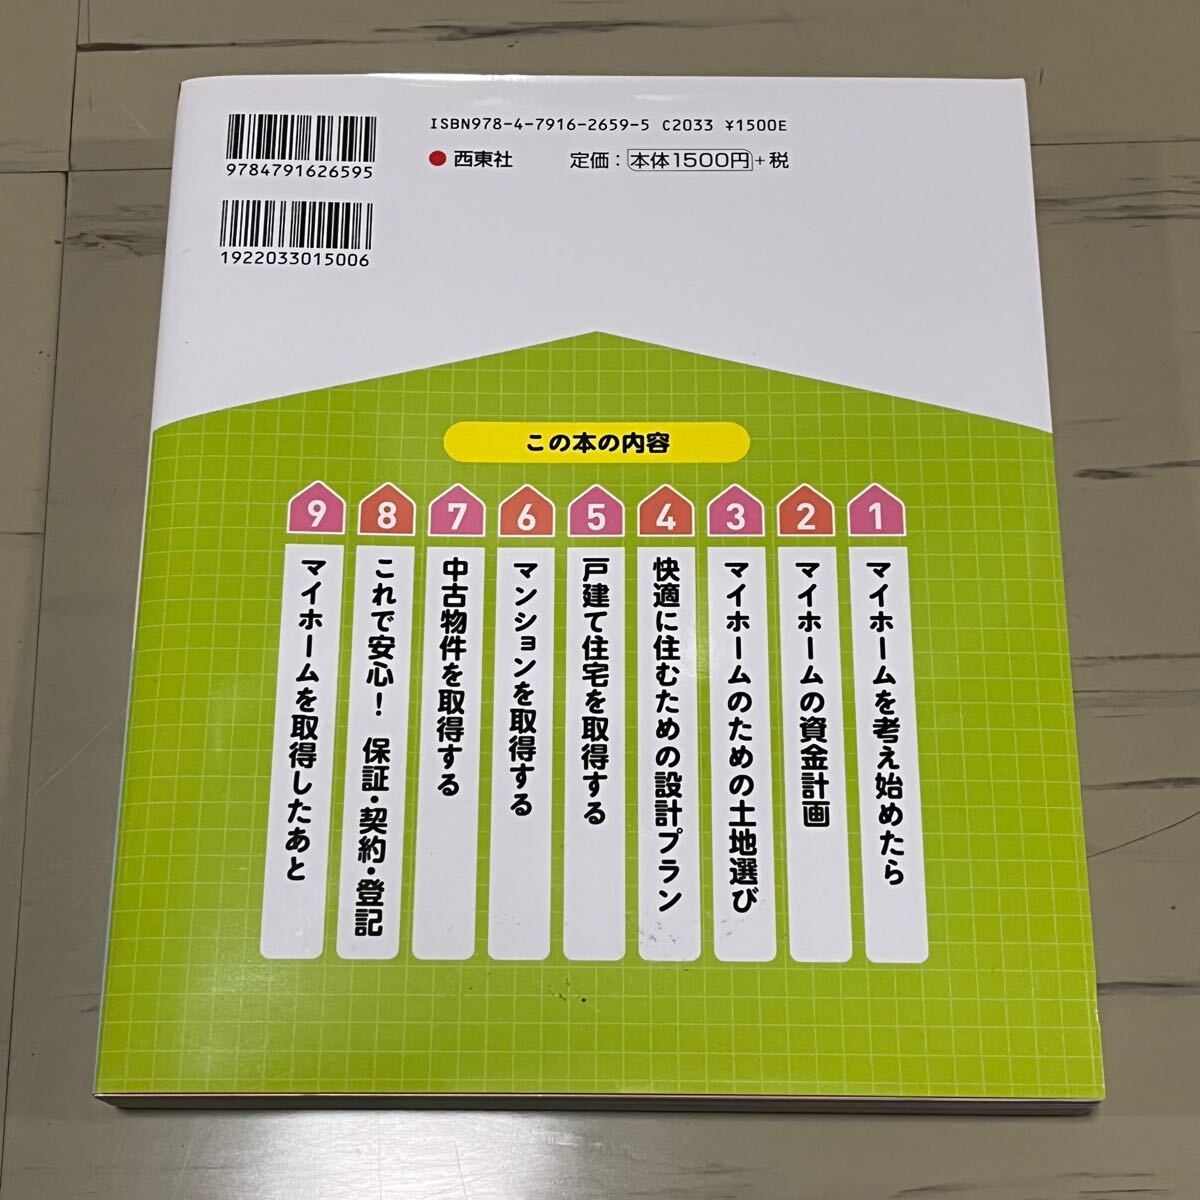 ISBN978-4-7916-2659-5 C2033 ¥1500E
西東社 定価：本体1500円+税
9784791626595
1922033015006
この本の内容
1 マイホームを考え始めたら
2 マイホームの資金計画
3 マイホームのための土地選び
4 快適に住むための設計プラン
5 戸建て住宅を取得する
6 マンションを取得する
7 中古物件を取得する
8 これで安心！ 保証・契約・登記
9 マイホームを取得したあと